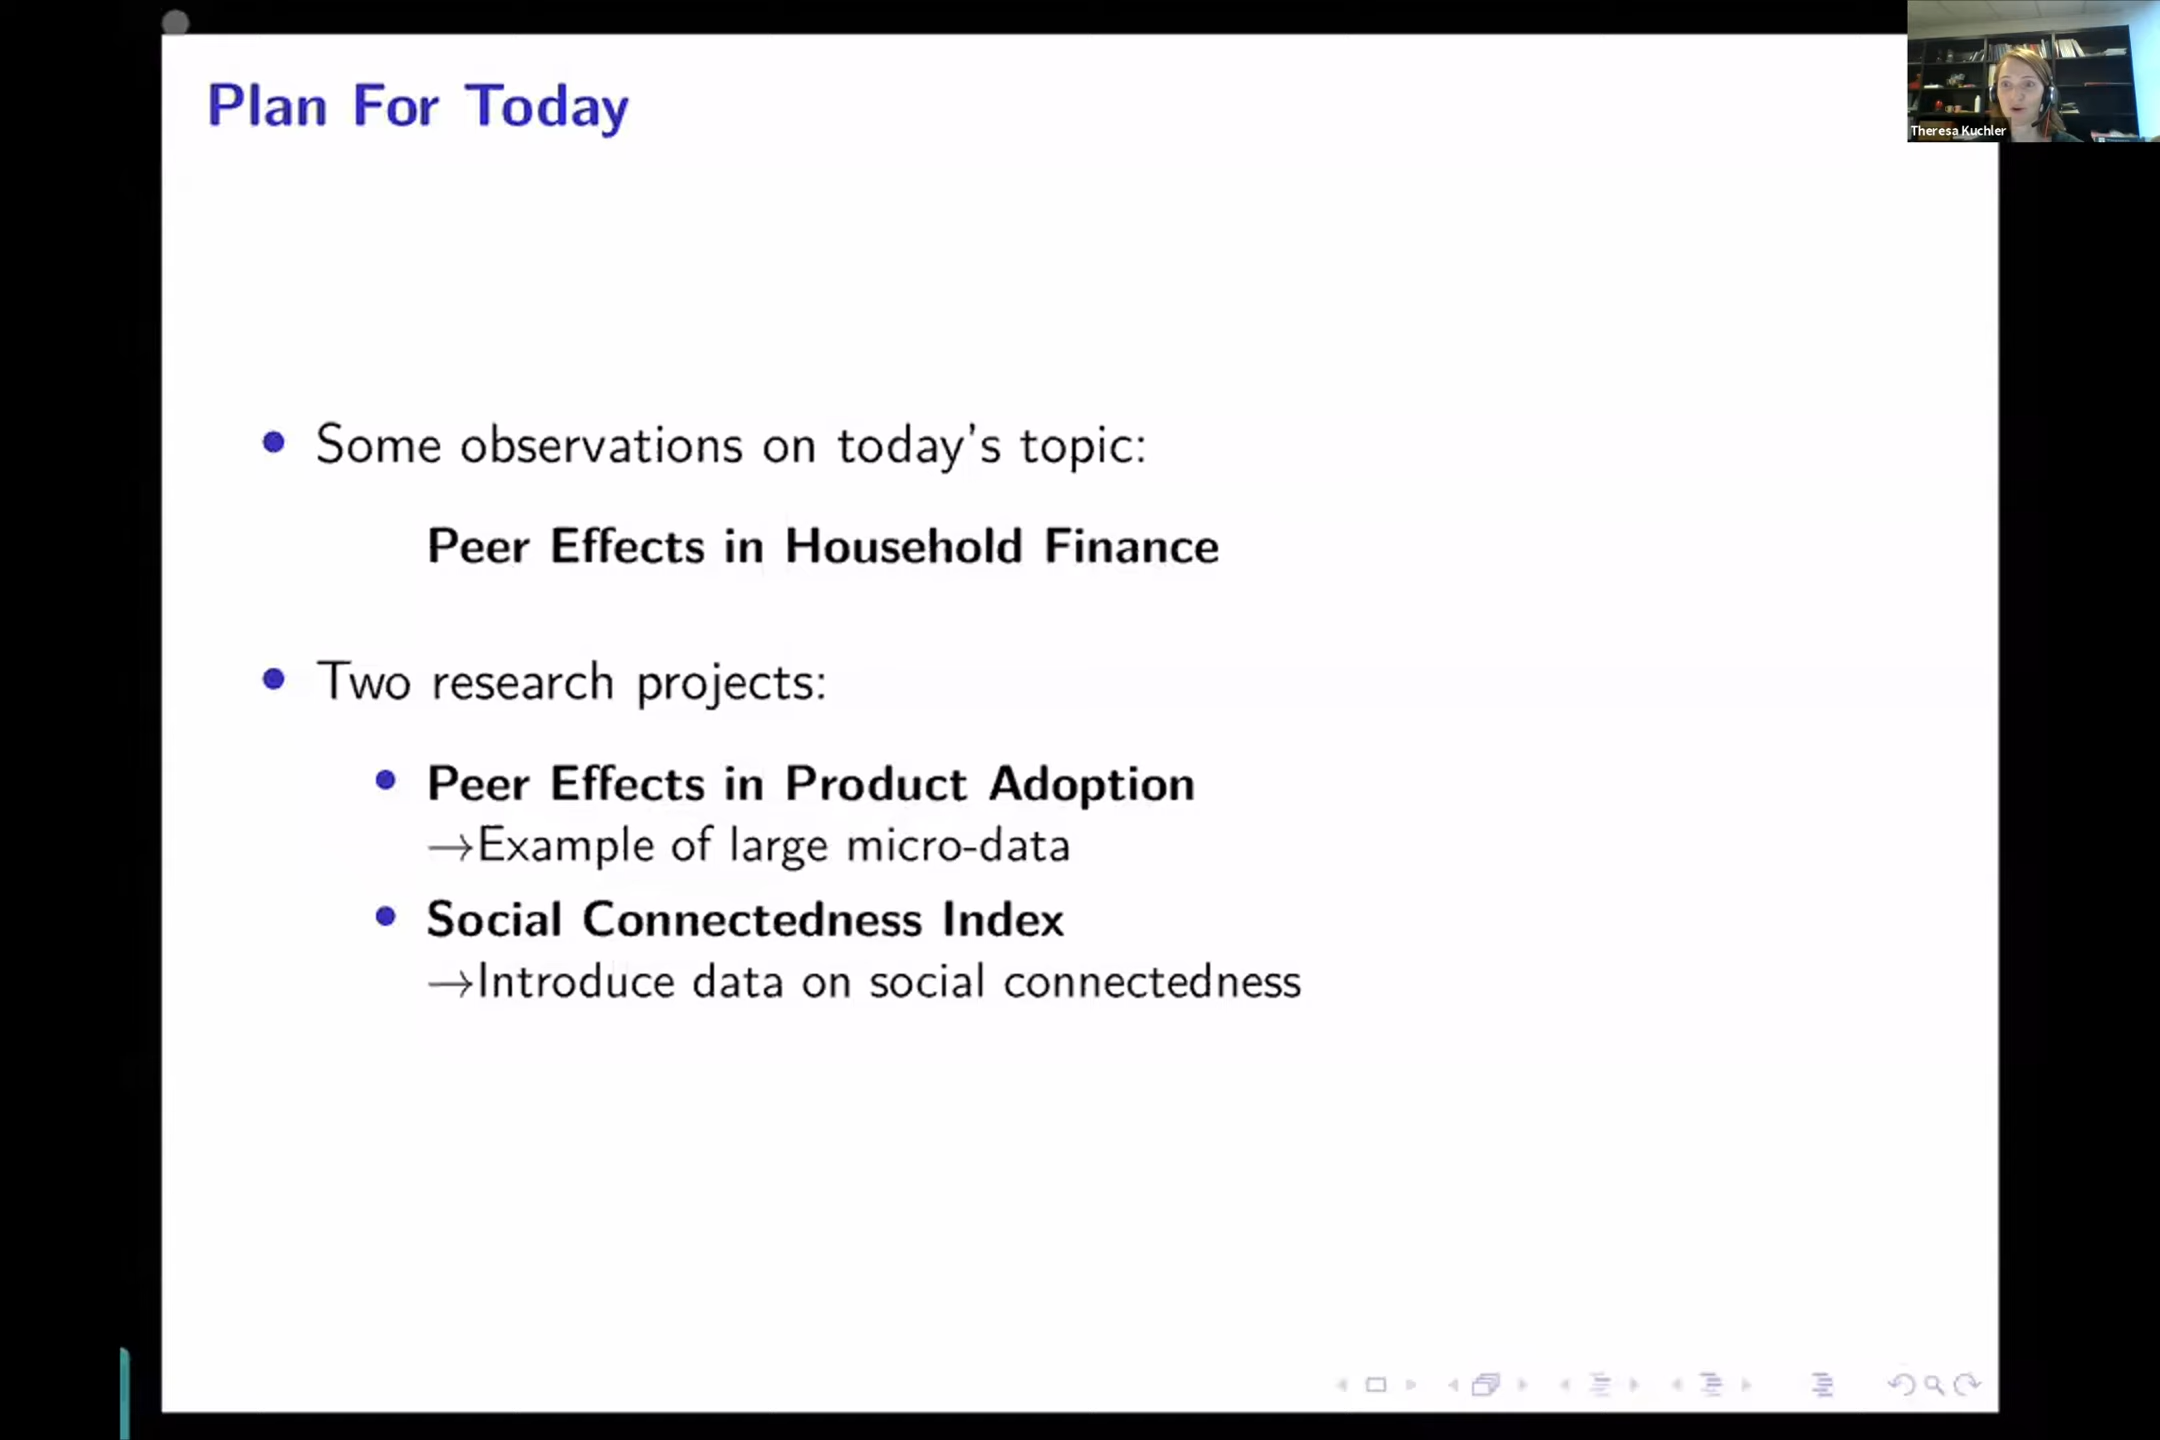 Plan For Today
Theresa Kuchler
• Some observations on today's topic:
Peer Effects in Household Finance
• Two research projects:
• Peer Effects in Product Adoption
→Example of large micro-data
• Social Connectedness Index
→Introduce data on social connectedness